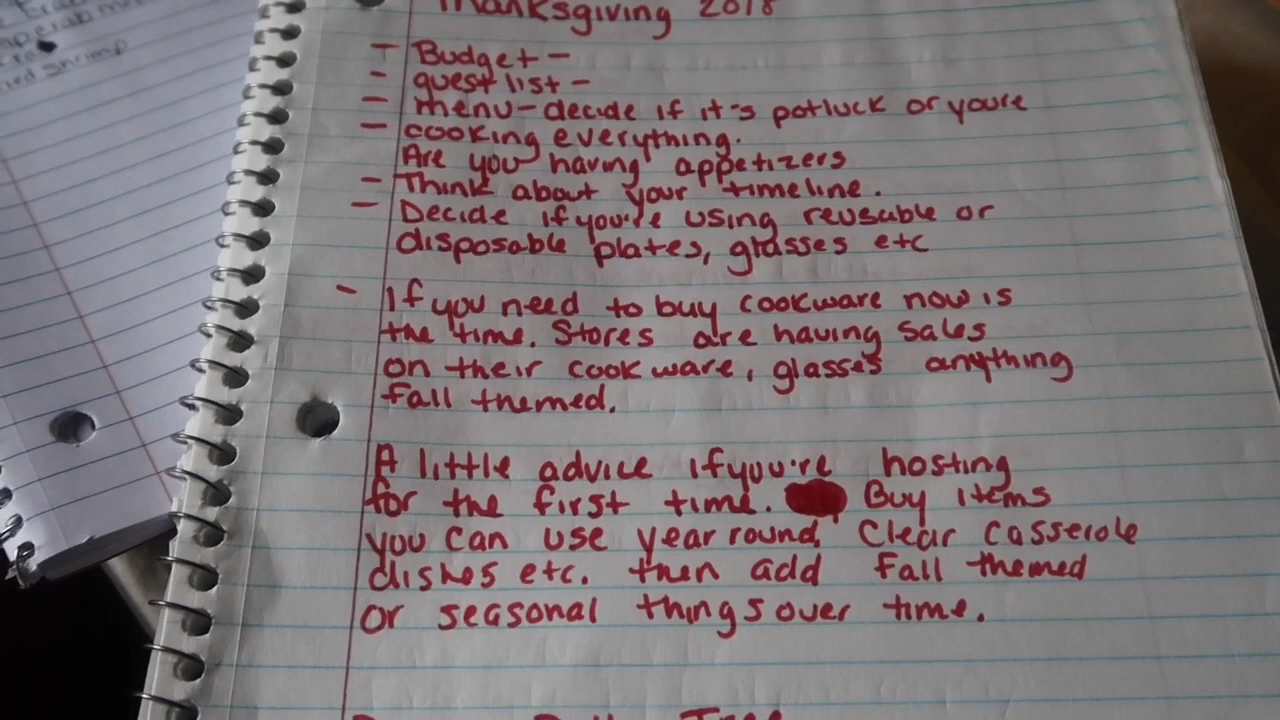 Thanksgiving 2018
- Budget -
- guest list -
- menu - decide if it's potluck or you're
- cooking everything.
Are you having appetizers
- Think about your timeline.
- Decide if you're using reusable or
disposable plates, glasses etc
- If you need to buy cookware now is
the time. Stores are having sales
on their cookware, glasses anything
fall themed.
A little advice if you're hosting
for the first time. Buy items
you can use year round, Clear casserole
dishes etc. then add fall themed
or seasonal things over time.
shrimp